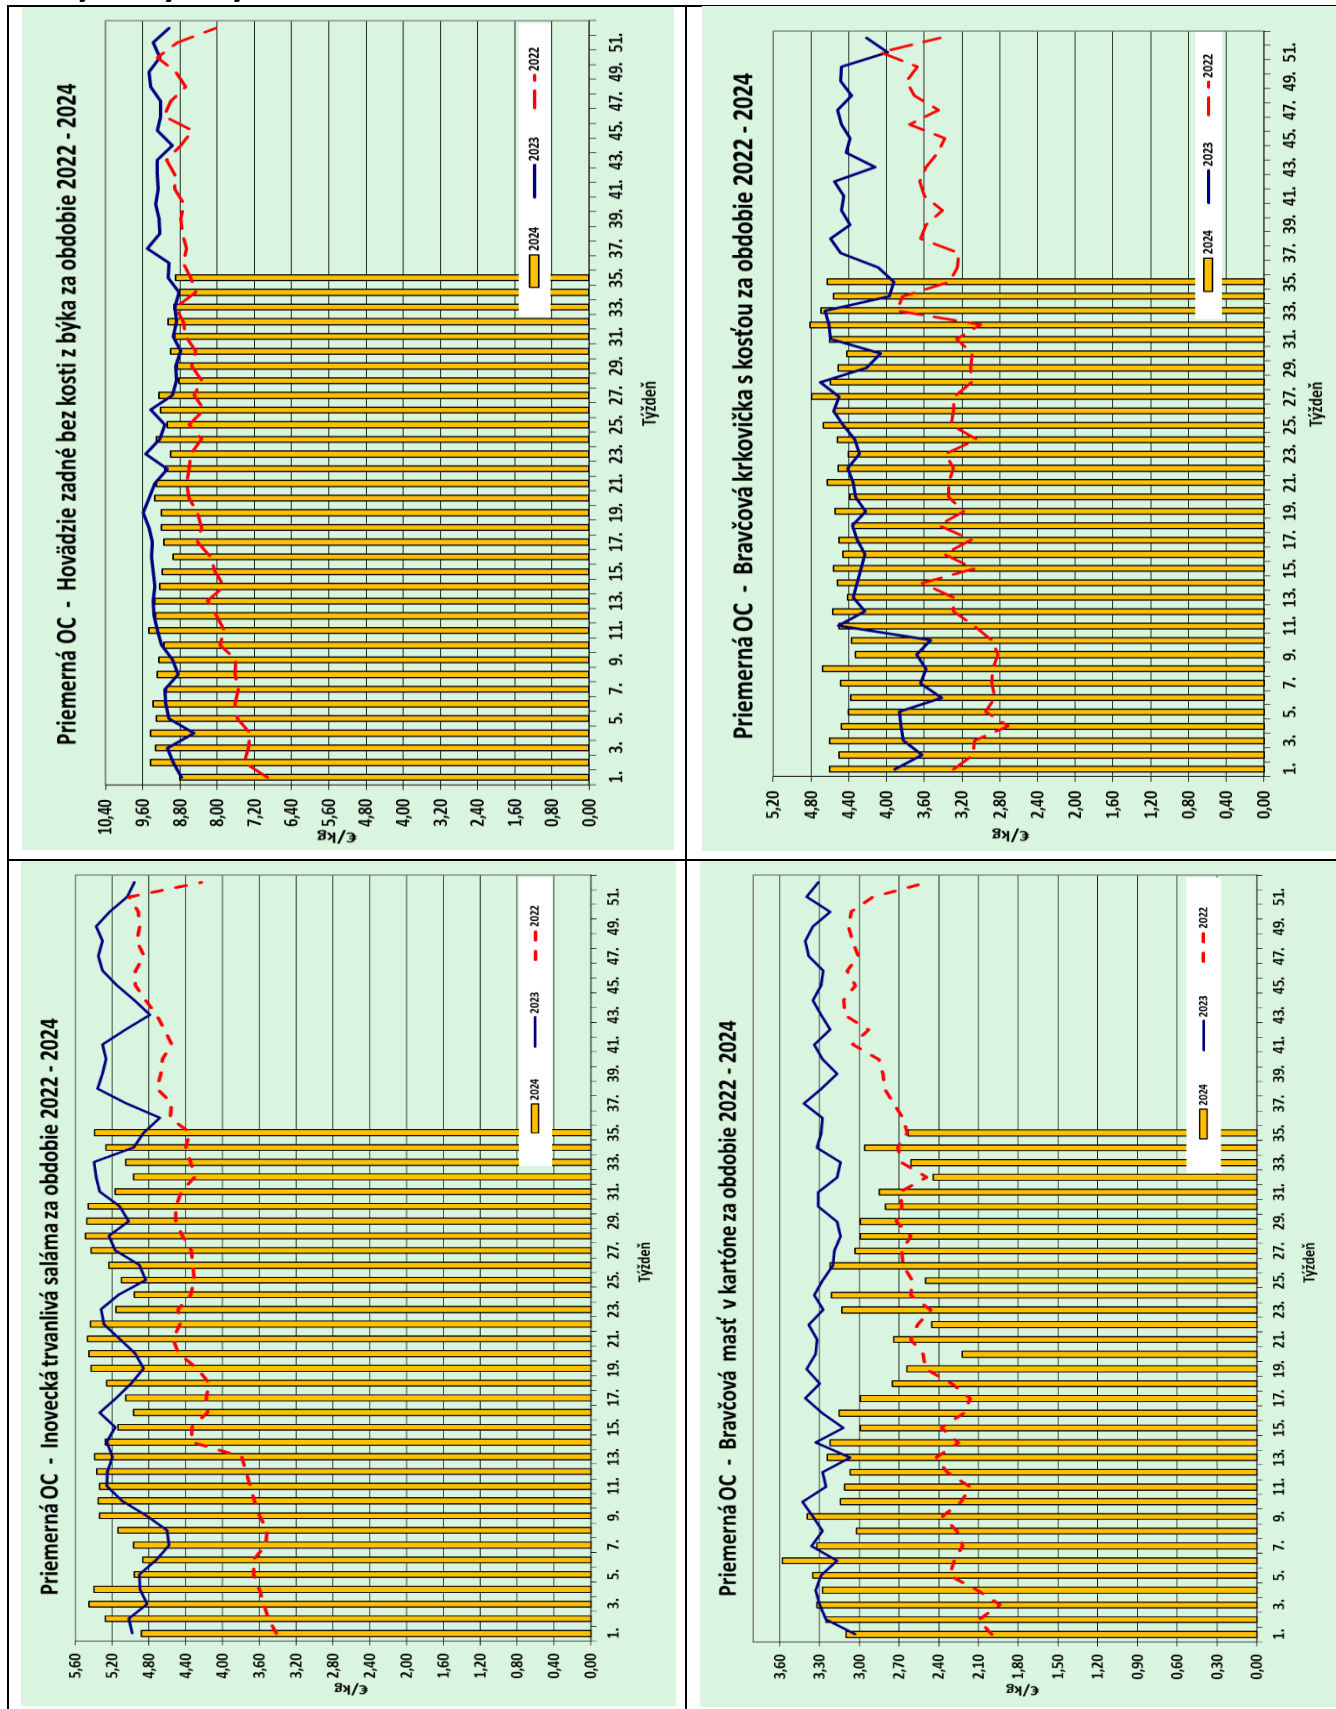 Priemerná OC - Inovecká trvanlivá saláma za obdobie 2022 - 2024
€/kg
5,60
5,20
4,80
4,40
4,00
3,60
3,20
2,80
2,40
2,00
1,60
1,20
0,80
0,40
0,00
2024 2023 2022
1. 3. 5. 7. 9. 11. 13. 15. 17. 19. 21. 23. 25. 27. 29. 31. 33. 35. 37. 39. 41. 43. 45. 47. 49. 51.
Týždeň
Priemerná OC - Hovädzie zadné bez kosti z býka za obdobie 2022 - 2024
€/kg
10,40
9,60
8,80
8,00
7,20
6,40
5,60
4,80
4,00
3,20
2,40
1,60
0,80
0,00
2024 2023 2022
1. 3. 5. 7. 9. 11. 13. 15. 17. 19. 21. 23. 25. 27. 29. 31. 33. 35. 37. 39. 41. 43. 45. 47. 49. 51.
Týždeň
Priemerná OC - Bravčová masť v kartóne za obdobie 2022 - 2024
€/kg
3,60
3,30
3,00
2,70
2,40
2,10
1,80
1,50
1,20
0,90
0,60
0,30
0,00
2024 2023 2022
1. 3. 5. 7. 9. 11. 13. 15. 17. 19. 21. 23. 25. 27. 29. 31. 33. 35. 37. 39. 41. 43. 45. 47. 49. 51.
Týždeň
Priemerná OC - Bravčová krkovička s kosťou za obdobie 2022 - 2024
€/kg
5,20
4,80
4,40
4,00
3,60
3,20
2,80
2,40
2,00
1,60
1,20
0,80
0,40
0,00
2024 2023 2022
1. 3. 5. 7. 9. 11. 13. 15. 17. 19. 21. 23. 25. 27. 29. 31. 33. 35. 37. 39. 41. 43. 45. 47. 49. 51.
Týždeň